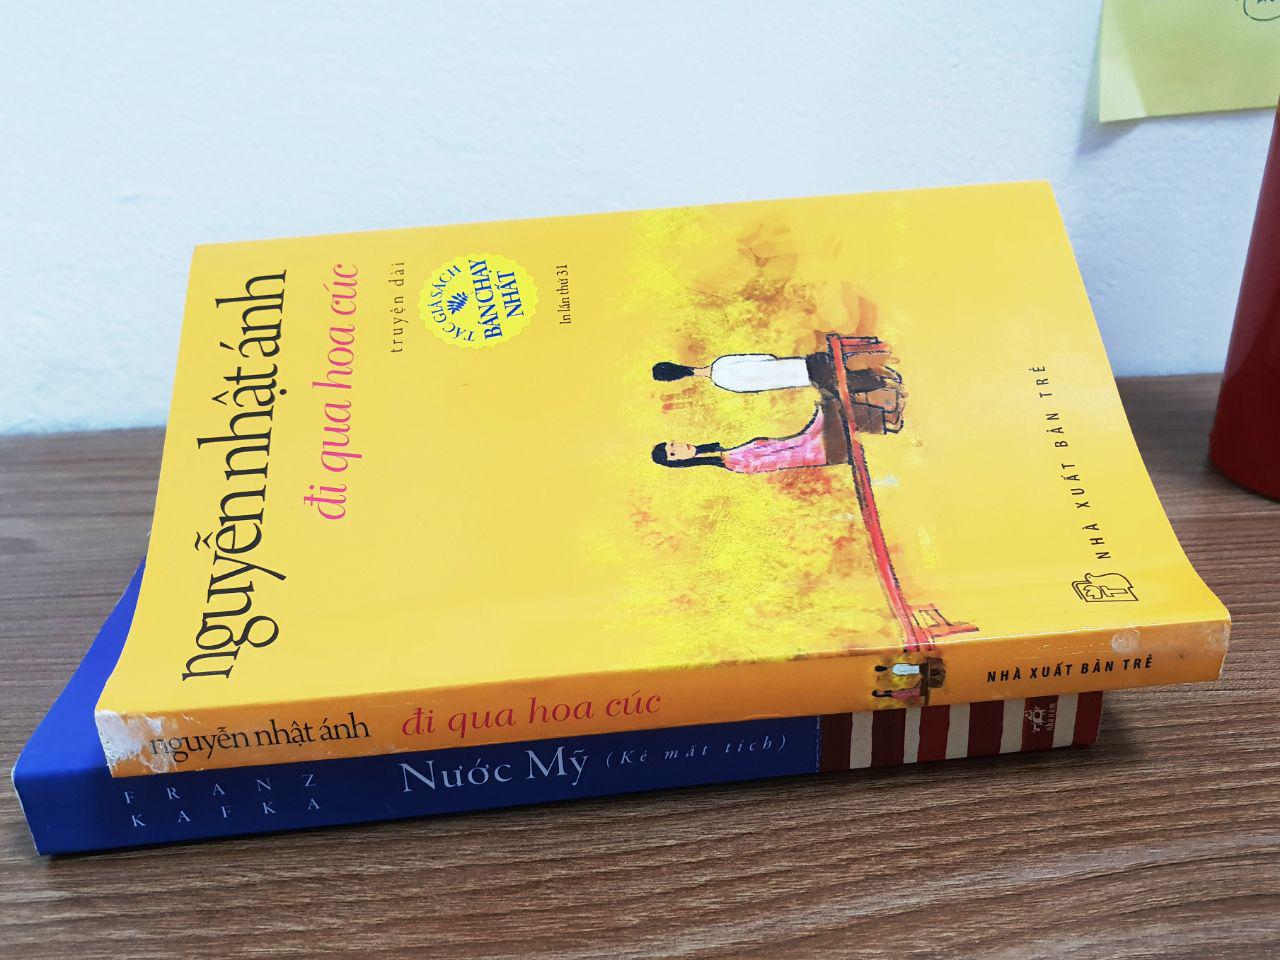 nguyễn nhật ánh
đi qua hoa cúc
truyện dài
TÁC GIẢ SÁCH
BÁN CHẠY
NHẤT
In lần thứ 31
NHÀ XUẤT BẢN TRẺ
nguyễn nhật ánh đi qua hoa cúc NHÀ XUẤT BẢN TRẺ
FRANZ
KAFKA
Nước Mỹ (Kẻ mất tích)
nhã nam